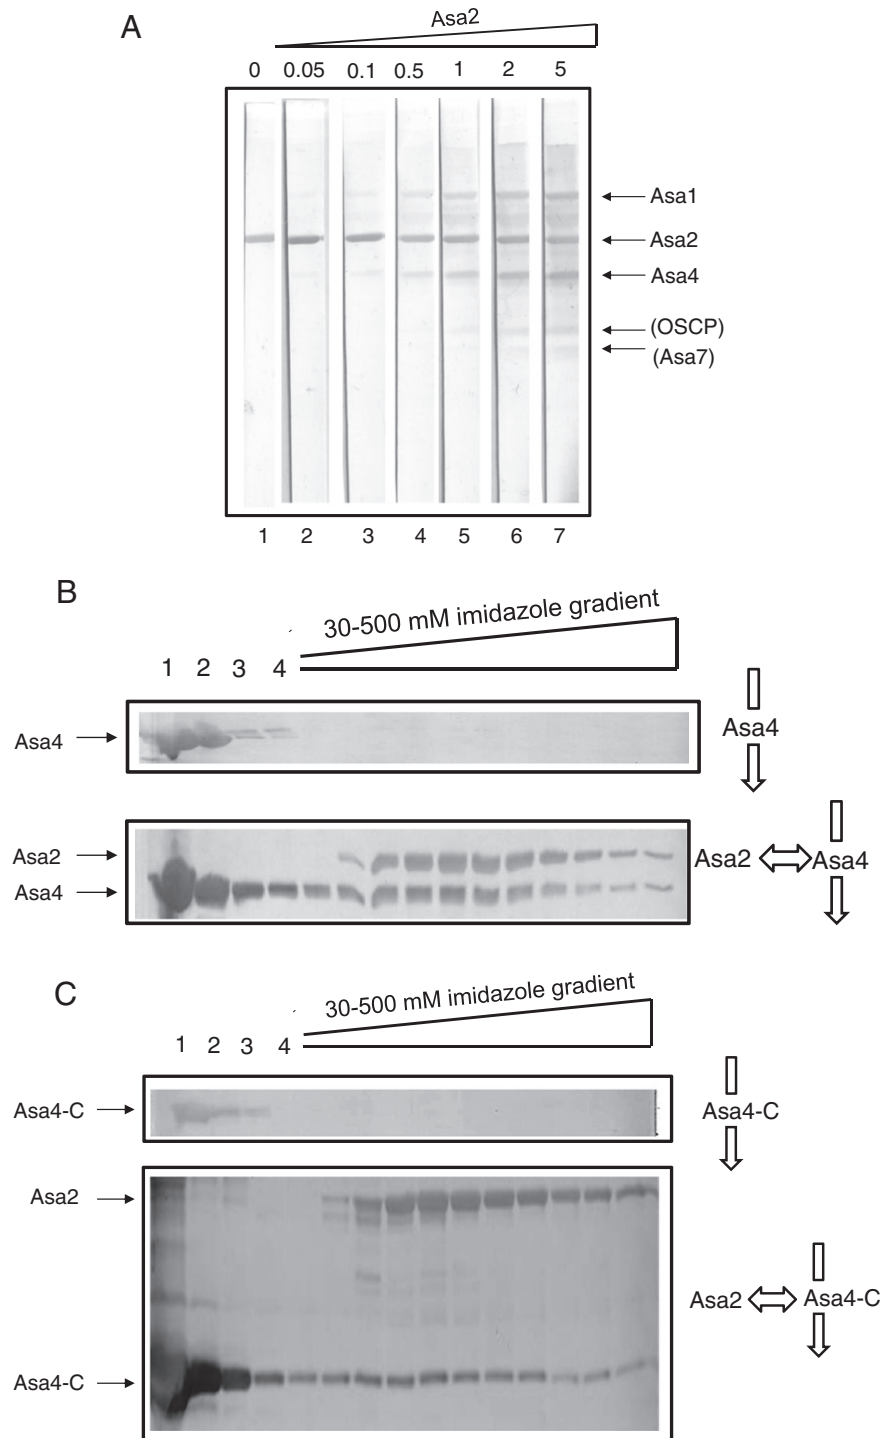 A
Asa2
0 0.05 0.1 0.5 1 2 5
Asa1
Asa2
Asa4
(OSCP)
(Asa7)
1 2 3 4 5 6 7
B
30-500 mM imidazole gradient
1 2 3 4
Asa4
Asa4
Asa2
Asa4
Asa2 Asa4
C
30-500 mM imidazole gradient
1 2 3 4
Asa4-C
Asa4-C
Asa2
Asa2 Asa4-C
Asa4-C